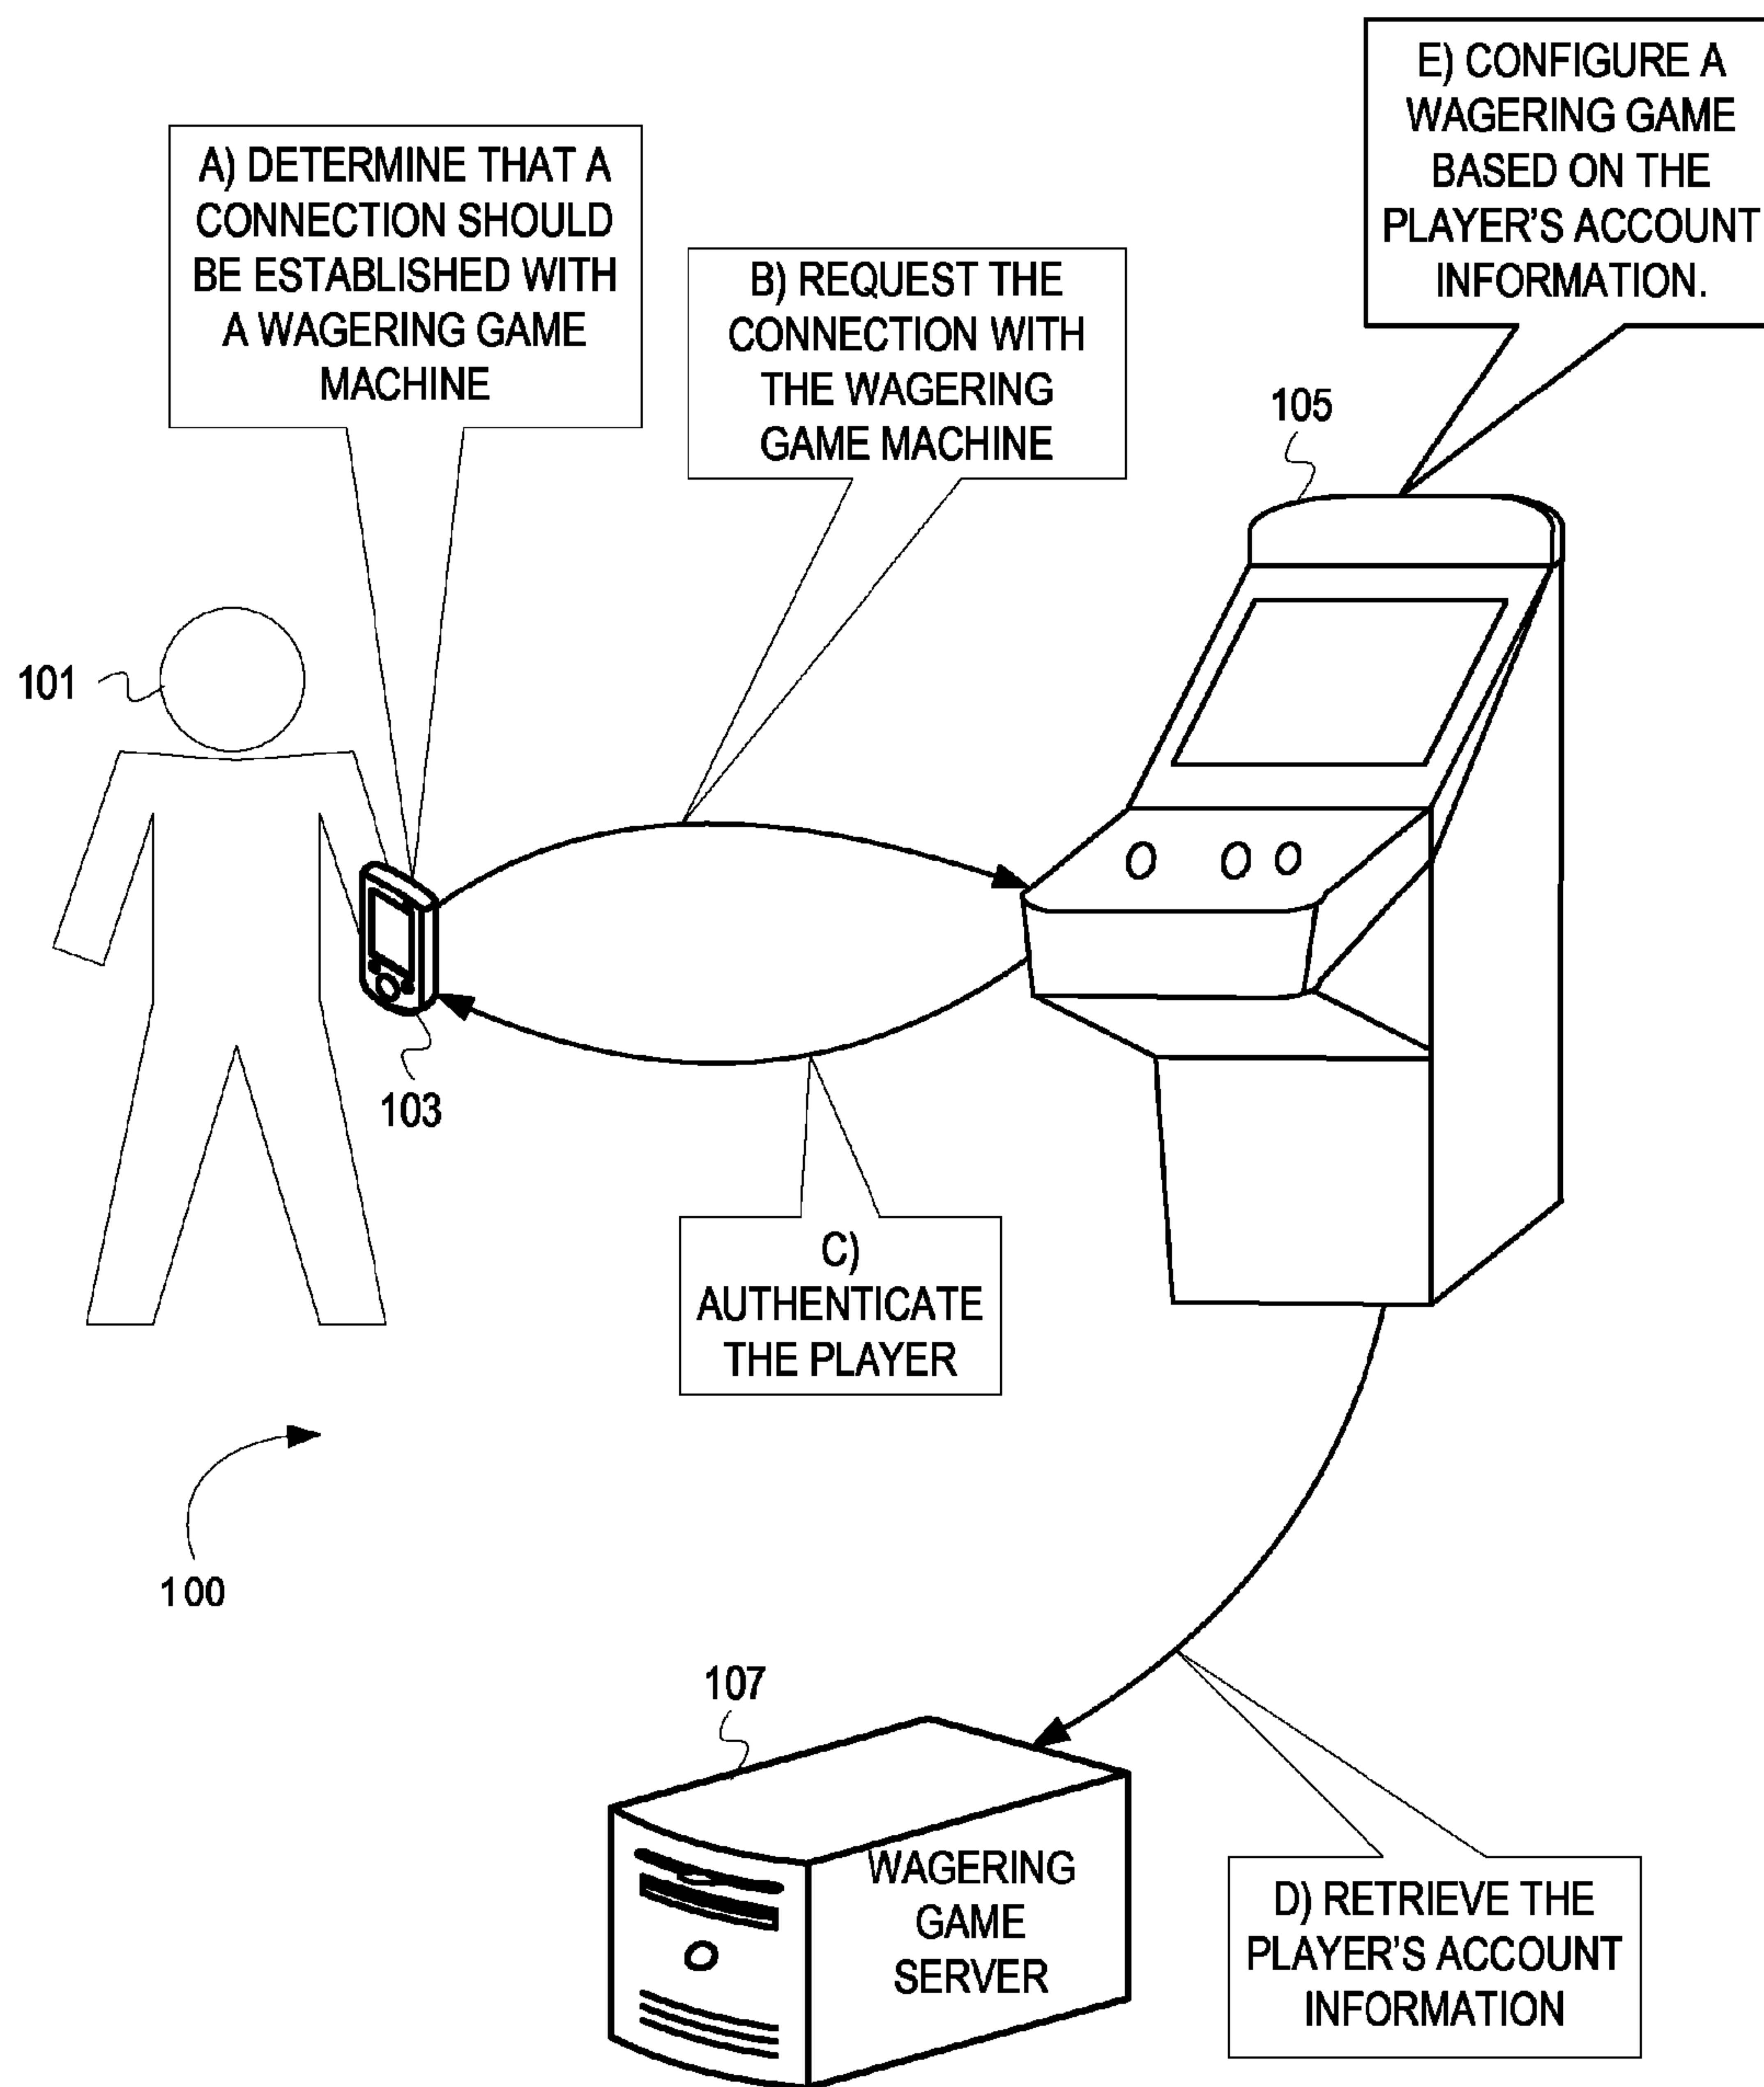 A) DETERMINE THAT A
CONNECTION SHOULD
BE ESTABLISHED WITH
A WAGERING GAME
MACHINE
B) REQUEST THE
CONNECTION WITH
THE WAGERING
GAME MACHINE
E) CONFIGURE A
WAGERING GAME
BASED ON THE
PLAYER'S ACCOUNT
INFORMATION.
105
101
103
C)
AUTHENTICATE
THE PLAYER
100
107
WAGERING
GAME
SERVER
D) RETRIEVE THE
PLAYER'S ACCOUNT
INFORMATION